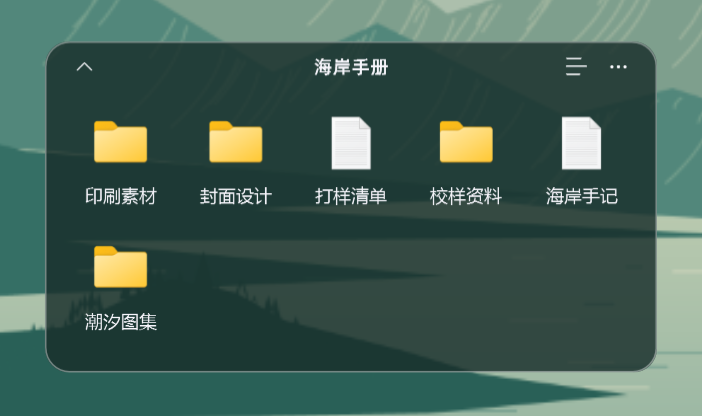 海岸手册
印刷素材
封面设计
打样清单
校样资料
海岸手记
潮汐图集